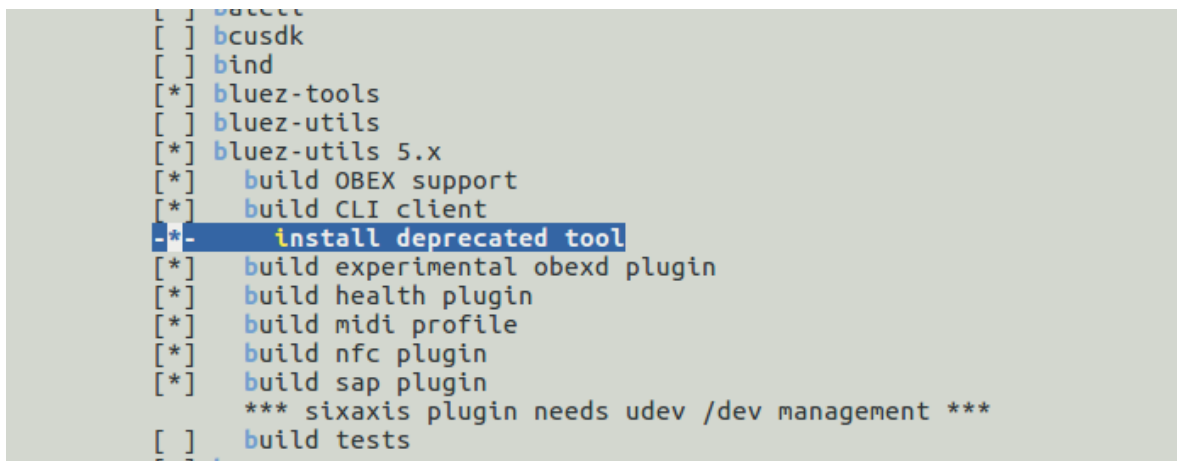 [ ] bcusdk
[ ] bind
[*] bluez-tools
[ ] bluez-utils
[*] bluez-utils 5.x
[*] build OBEX support
[*] build CLI client
-*- install deprecated tool
[*] build experimental obexd plugin
[*] build health plugin
[*] build midi profile
[*] build nfc plugin
[*] build sap plugin
*** sixaxis plugin needs udev /dev management ***
[ ] build tests